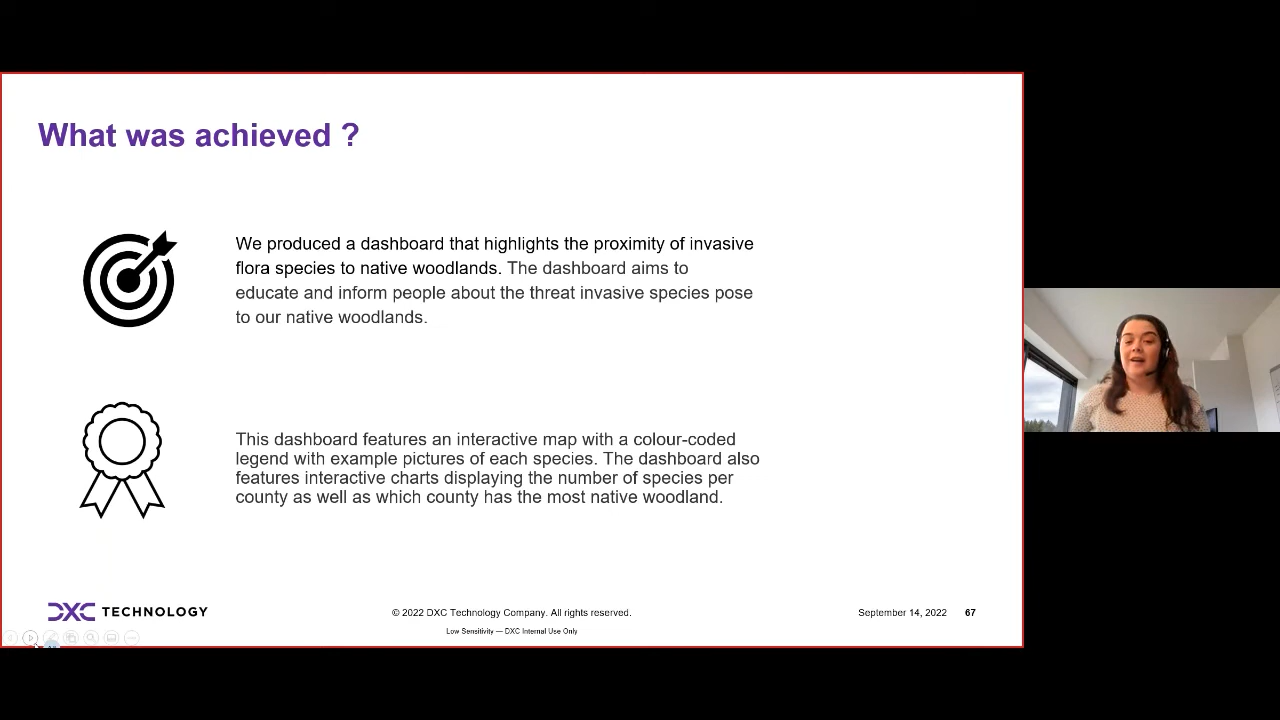 What was achieved ?
We produced a dashboard that highlights the proximity of invasive
flora species to native woodlands. The dashboard aims to
educate and inform people about the threat invasive species pose
to our native woodlands.
This dashboard features an interactive map with a colour-coded
legend with example pictures of each species. The dashboard also
features interactive charts displaying the number of species per
county as well as which county has the most native woodland.
DXC TECHNOLOGY
© 2022 DXC Technology Company. All rights reserved.
September 14, 2022 67
Low Sensitivity — DXC Internal Use Only